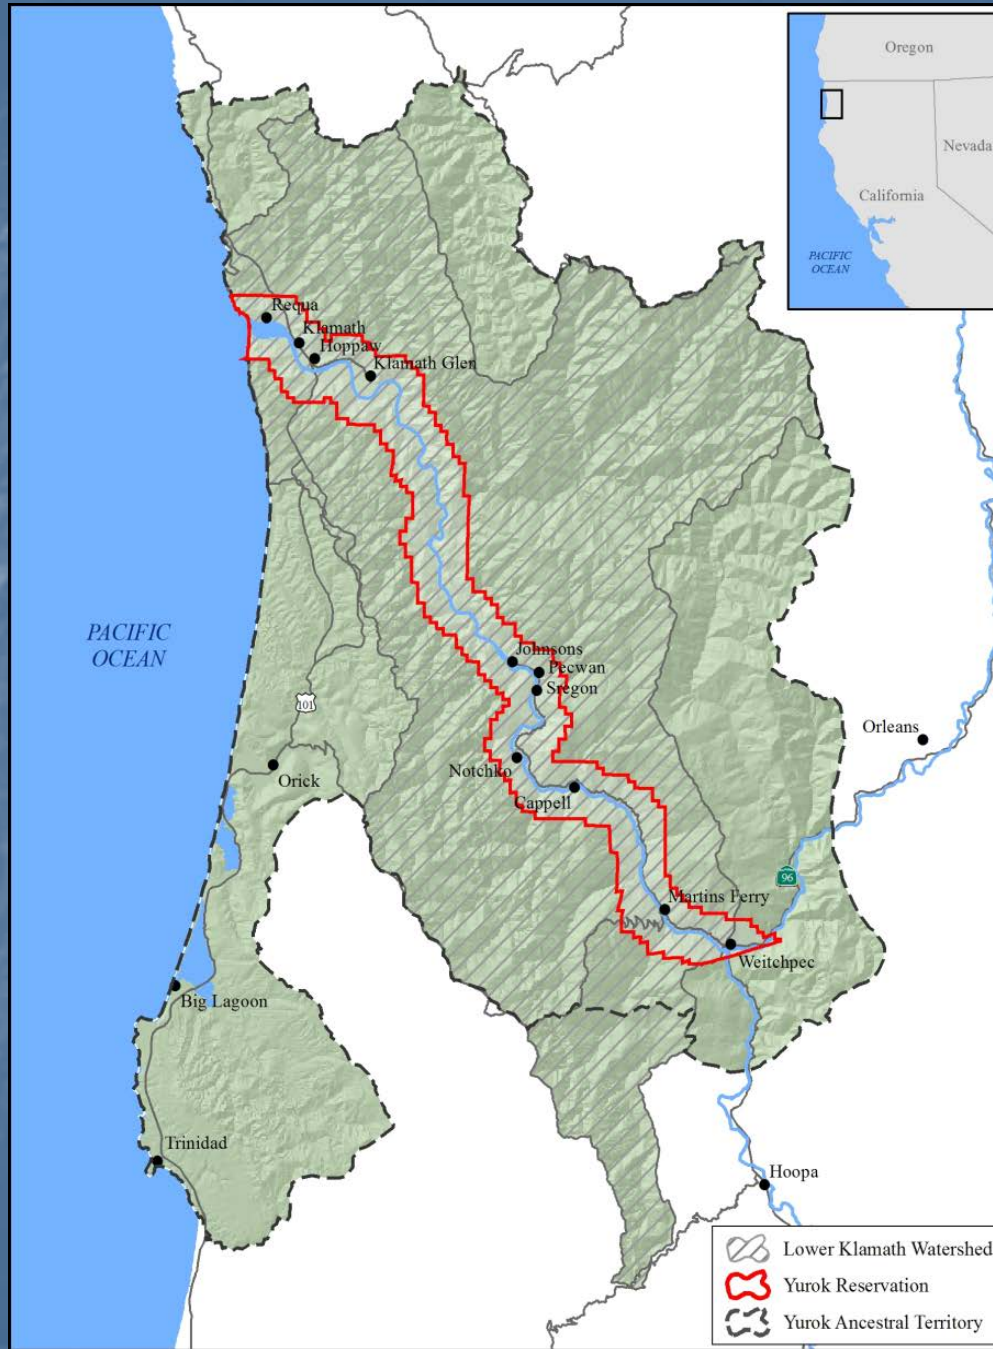 Oregon
Nevada
California
PACIFIC
OCEAN
Requa
Klamath
Hoppaw
Klamath Glen
PACIFIC
OCEAN
Johnsons
Pecwan
Sregon
101
Orleans
Orick
Notchko
Cappell
96
Martins Ferry
Weitchpec
Big Lagoon
Trinidad
Hoopa
Lower Klamath Watershed
Yurok Reservation
Yurok Ancestral Territory